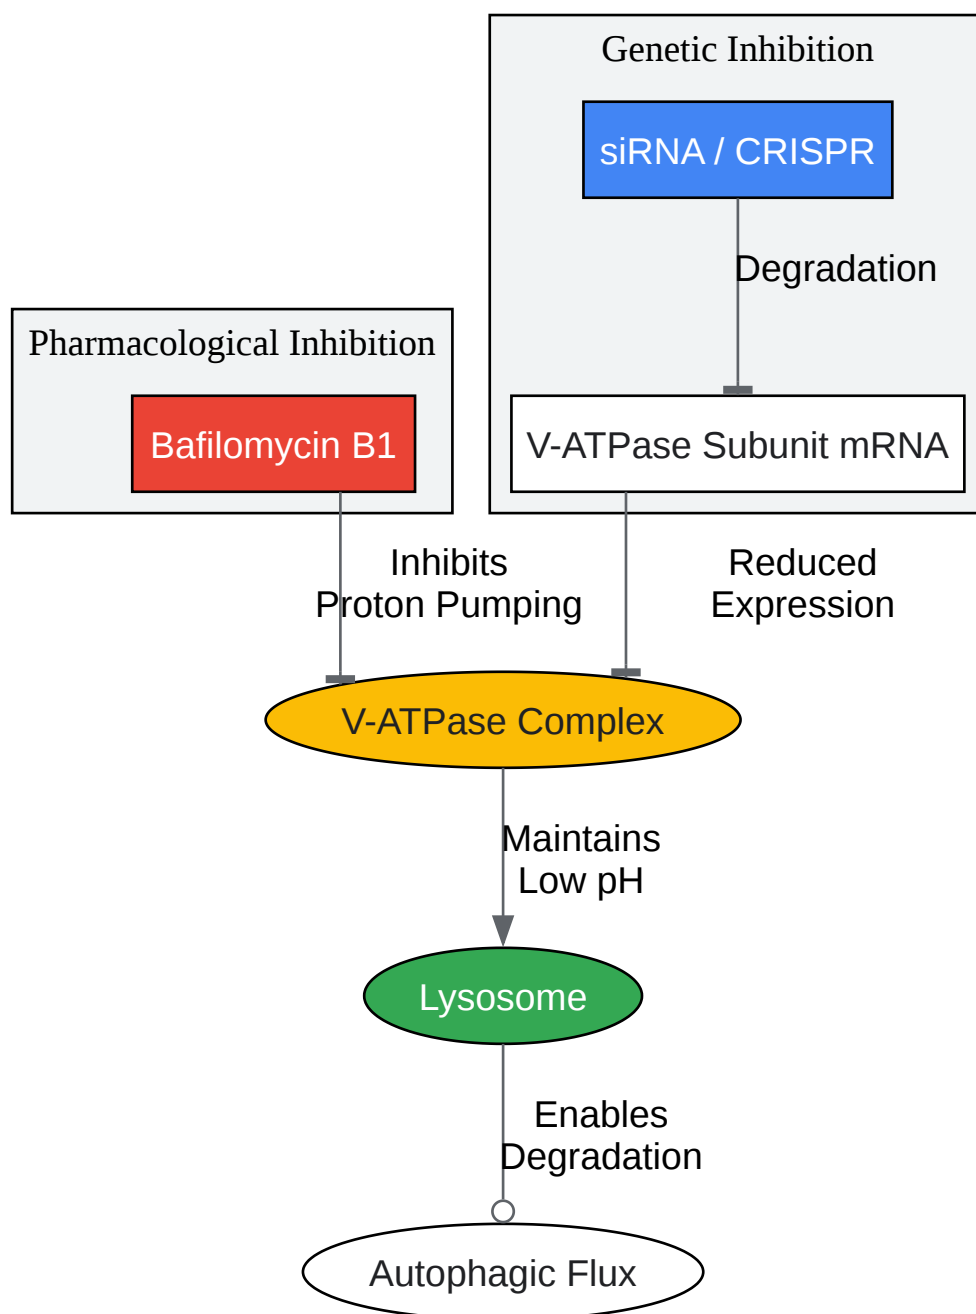 Genetic Inhibition
siRNA / CRISPR
Degradation
Pharmacological Inhibition
Bafilomycin B1
V-ATPase Subunit mRNA
Inhibits
Proton Pumping
Reduced
Expression
V-ATPase Complex
Maintains
Low pH
Lysosome
Enables
Degradation
Autophagic Flux